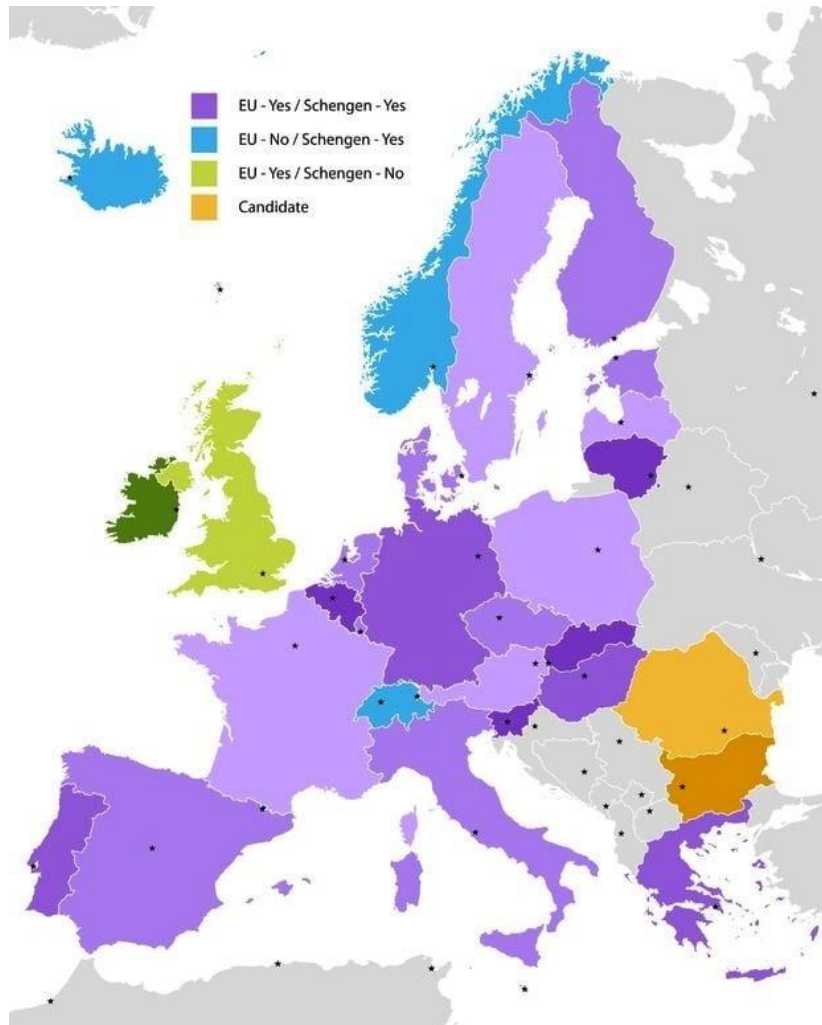 EU - Yes / Schengen - Yes
EU - No / Schengen - Yes
EU - Yes / Schengen - No
Candidate